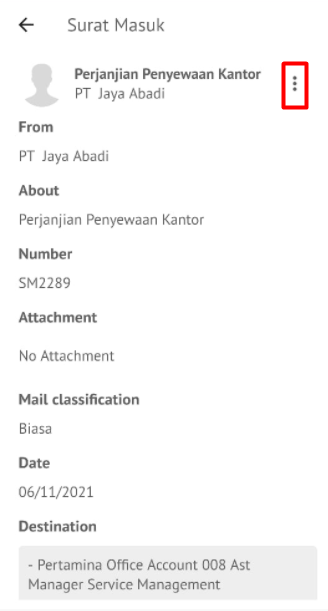 Surat Masuk
Perjanjian Penyewaan Kantor
PT Jaya Abadi
From
PT Jaya Abadi
About
Perjanjian Penyewaan Kantor
Number
SM2289
Attachment
No Attachment
Mail classification
Biasa
Date
06/11/2021
Destination
- Pertamina Office Account 008 Ast
Manager Service Management